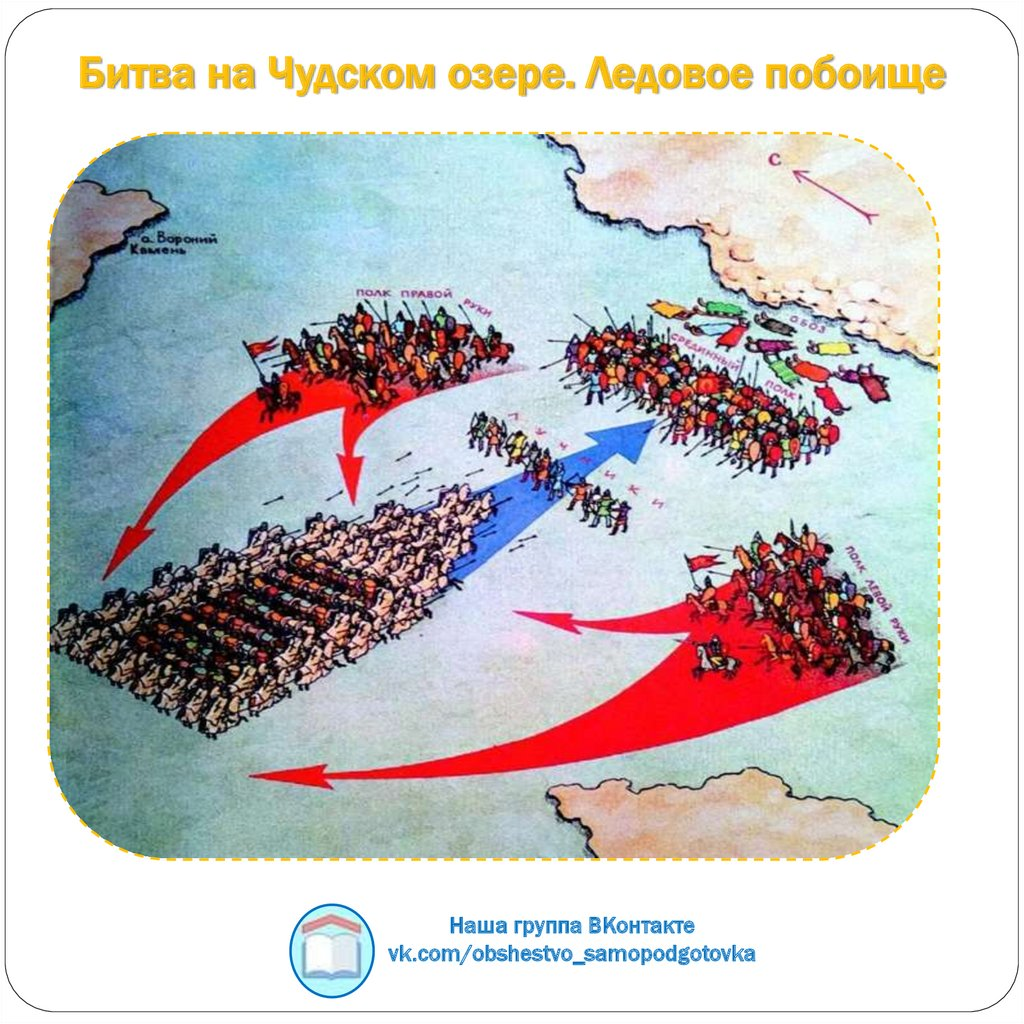 Битва на Чудском озере. Ледовое побоище
С
о. Вороний
Камень
ПОЛК ПРАВОЙ РУКИ
ОБОЗ
СРЕДИННЫЙ ПОЛК
ЛУЧНИКИ
ПОЛК ЛЕВОЙ РУКИ
Наша группа ВКонтакте
vk.com/obshestvo_samopodgotovka